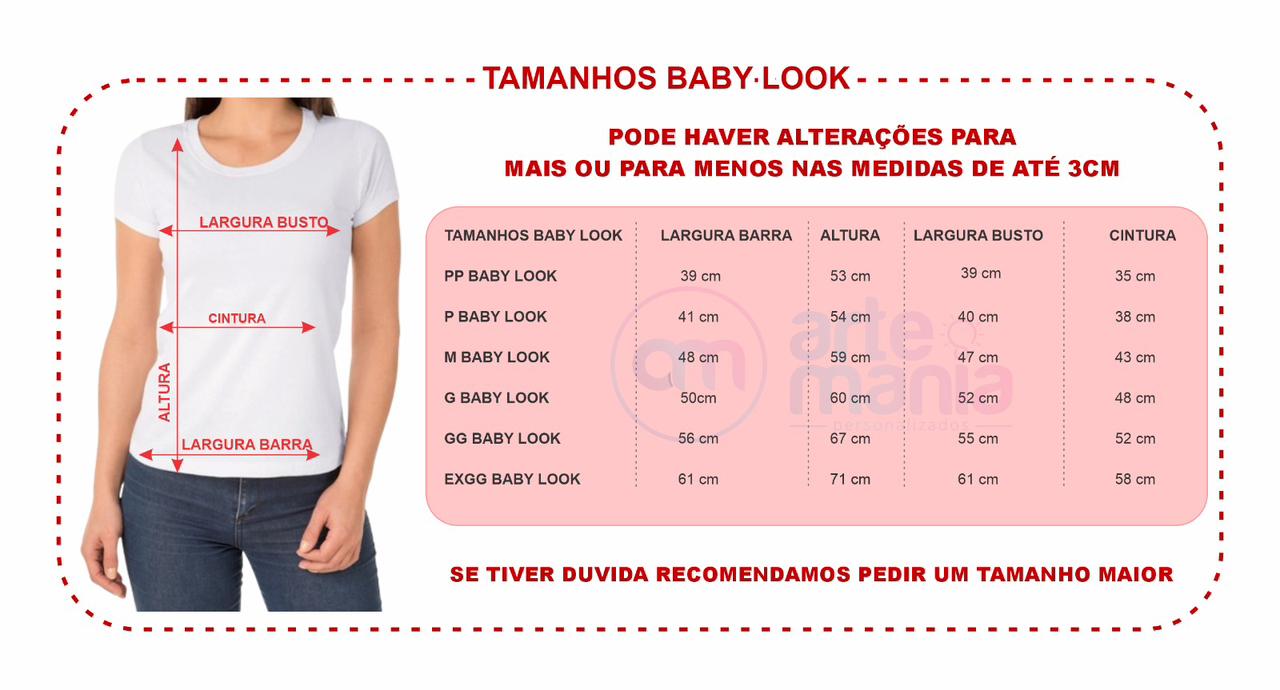 TAMANHOS BABY LOOK
PODE HAVER ALTERAÇÕES PARA
MAIS OU PARA MENOS NAS MEDIDAS DE ATÉ 3CM
LARGURA BUSTO
CINTURA
ALTURA
LARGURA BARRA
TAMANHOS BABY LOOK LARGURA BARRA ALTURA LARGURA BUSTO CINTURA
PP BABY LOOK 39 cm 53 cm 39 cm 35 cm
P BABY LOOK 41 cm 54 cm 40 cm 38 cm
M BABY LOOK 48 cm 59 cm 47 cm 43 cm
G BABY LOOK 50cm 60 cm 52 cm 48 cm
GG BABY LOOK 56 cm 67 cm 55 cm 52 cm
EXGG BABY LOOK 61 cm 71 cm 61 cm 58 cm
am
arte
mania
personalizados
SE TIVER DUVIDA RECOMENDAMOS PEDIR UM TAMANHO MAIOR